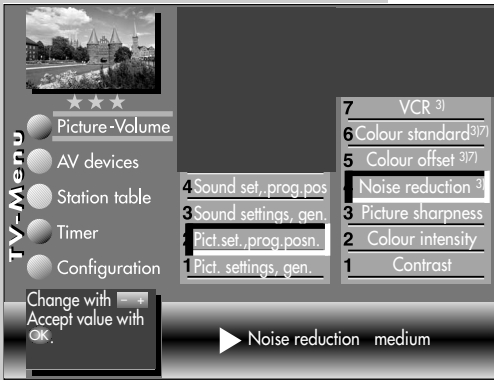 TV-Menu
Picture-Volume
AV devices
Station table
Timer
Configuration
4 Sound set,.prog.pos
3 Sound settings, gen.
2 Pict.set.,prog.posn.
1 Pict. settings, gen.
7 VCR 3)
6 Colour standard3)7)
5 Colour offset 3)7)
4 Noise reduction 3)
3 Picture sharpness
2 Colour intensity
1 Contrast
Change with - +
Accept value with
OK.
Noise reduction medium